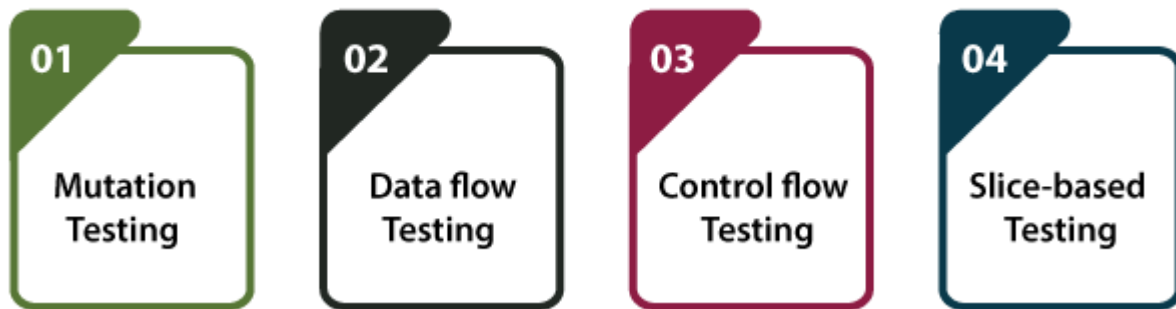 01
Mutation
Testing
02
Data flow
Testing
03
Control flow
Testing
04
Slice-based
Testing